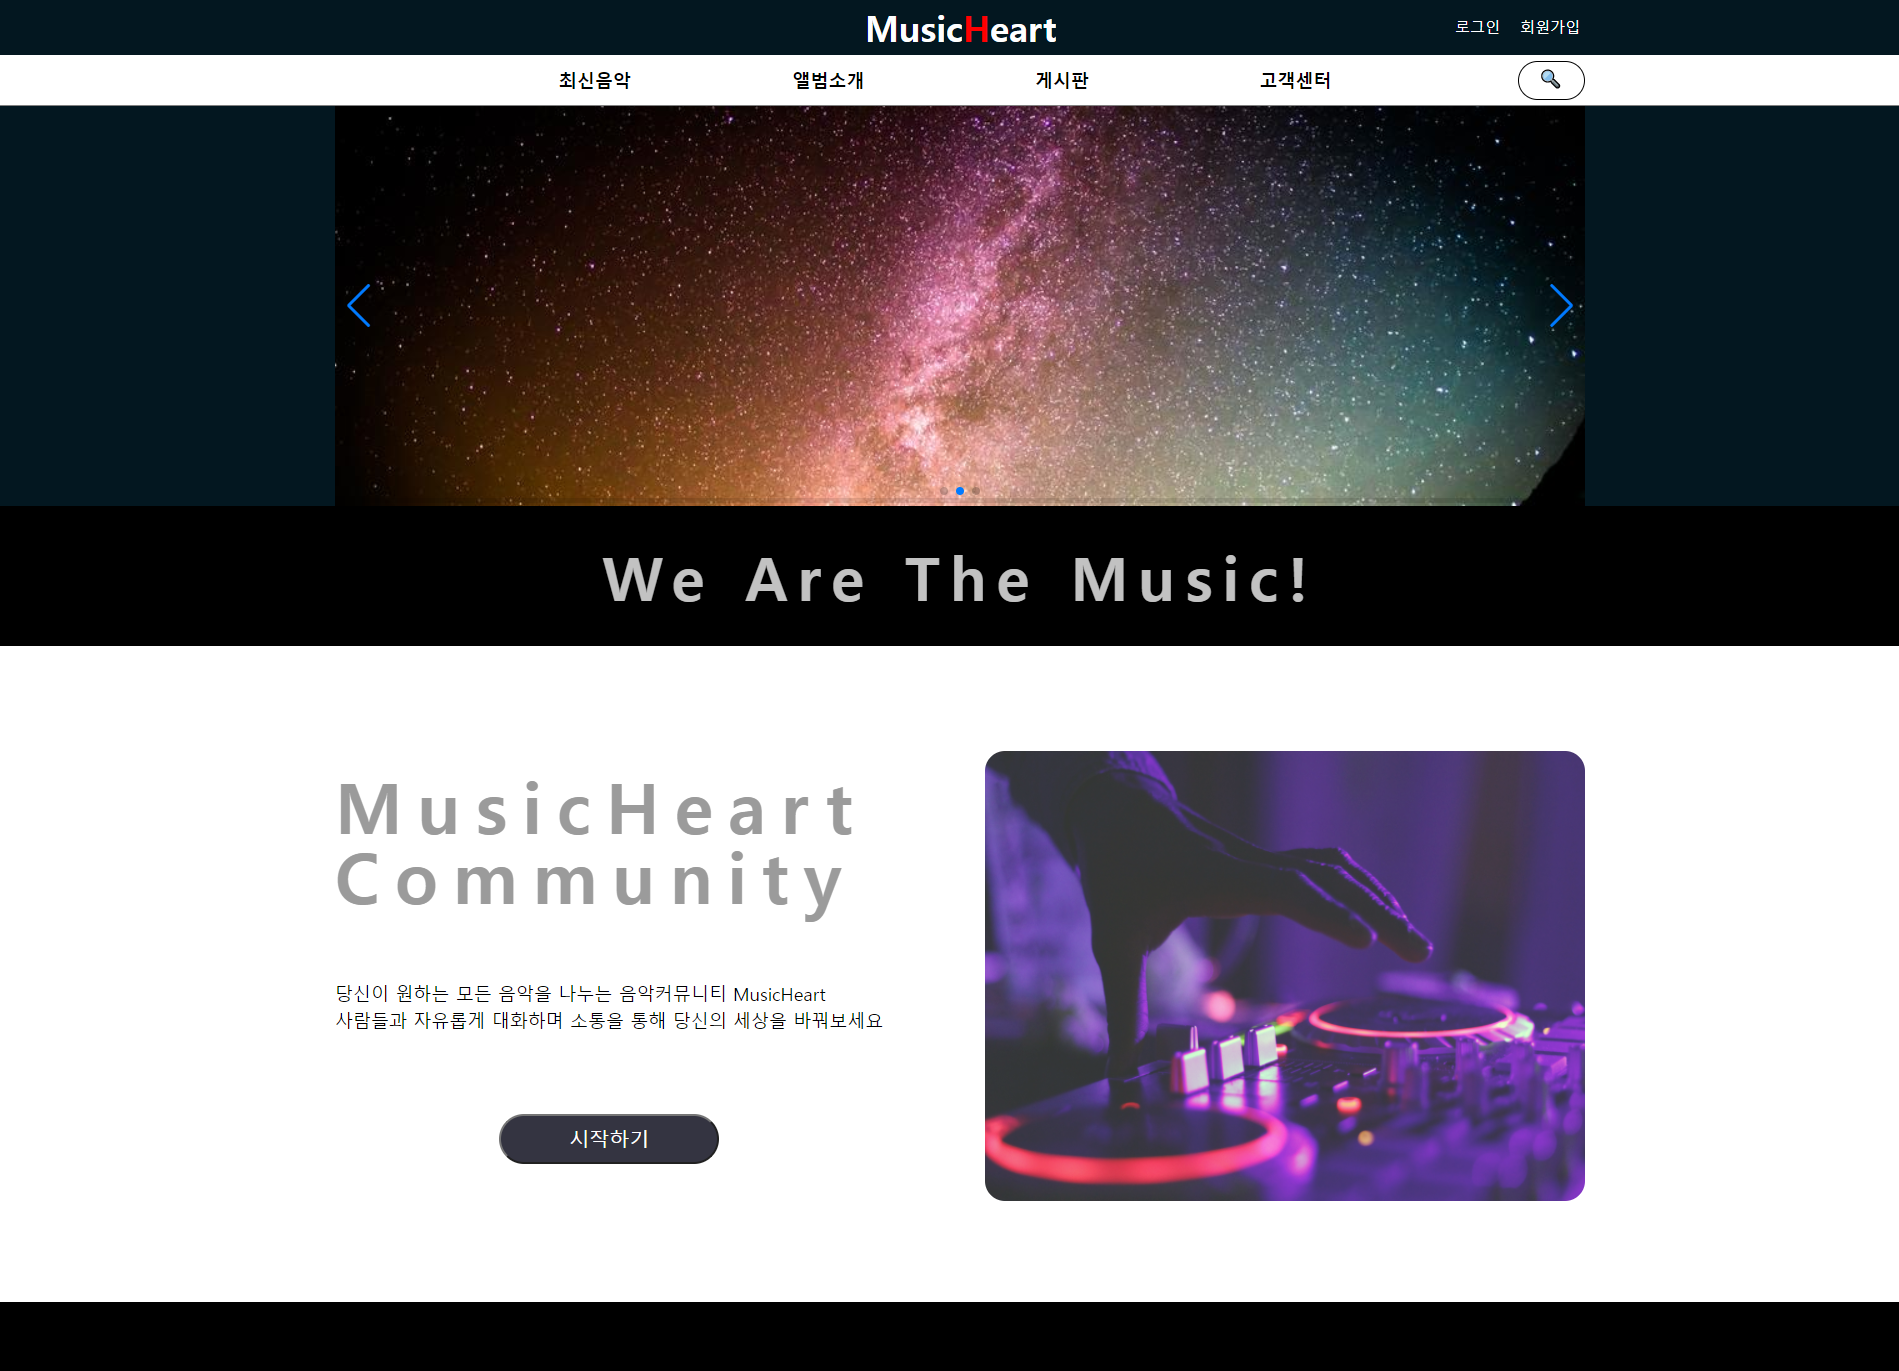 MusicHeart
로그인 회원가입
최신음악 앨범소개 게시판 고객센터
We Are The Music!
MusicHeart
Community
당신이 원하는 모든 음악을 나누는 음악커뮤니티 MusicHeart
사람들과 자유롭게 대화하며 소통을 통해 당신의 세상을 바꿔보세요
시작하기